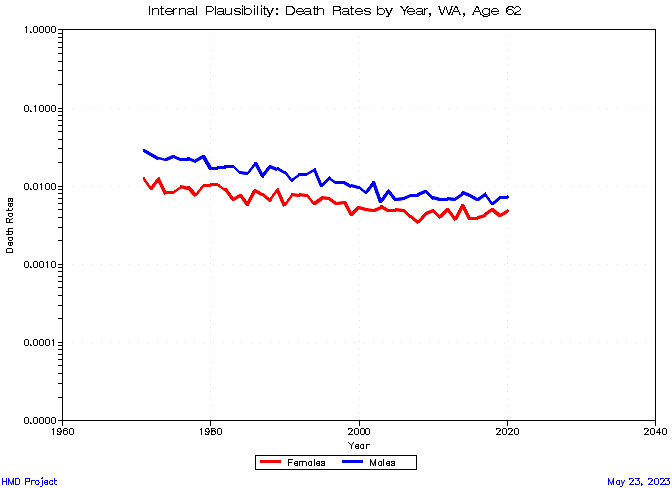 Internal Plausibility: Death Rates by Year, WA, Age 62
1.0000
0.1000
0.0100
0.0010
0.0001
0.0000
Death Rates
1960 1980 2000 2020 2040
Year
Females Males
HMD Project May 23, 2023